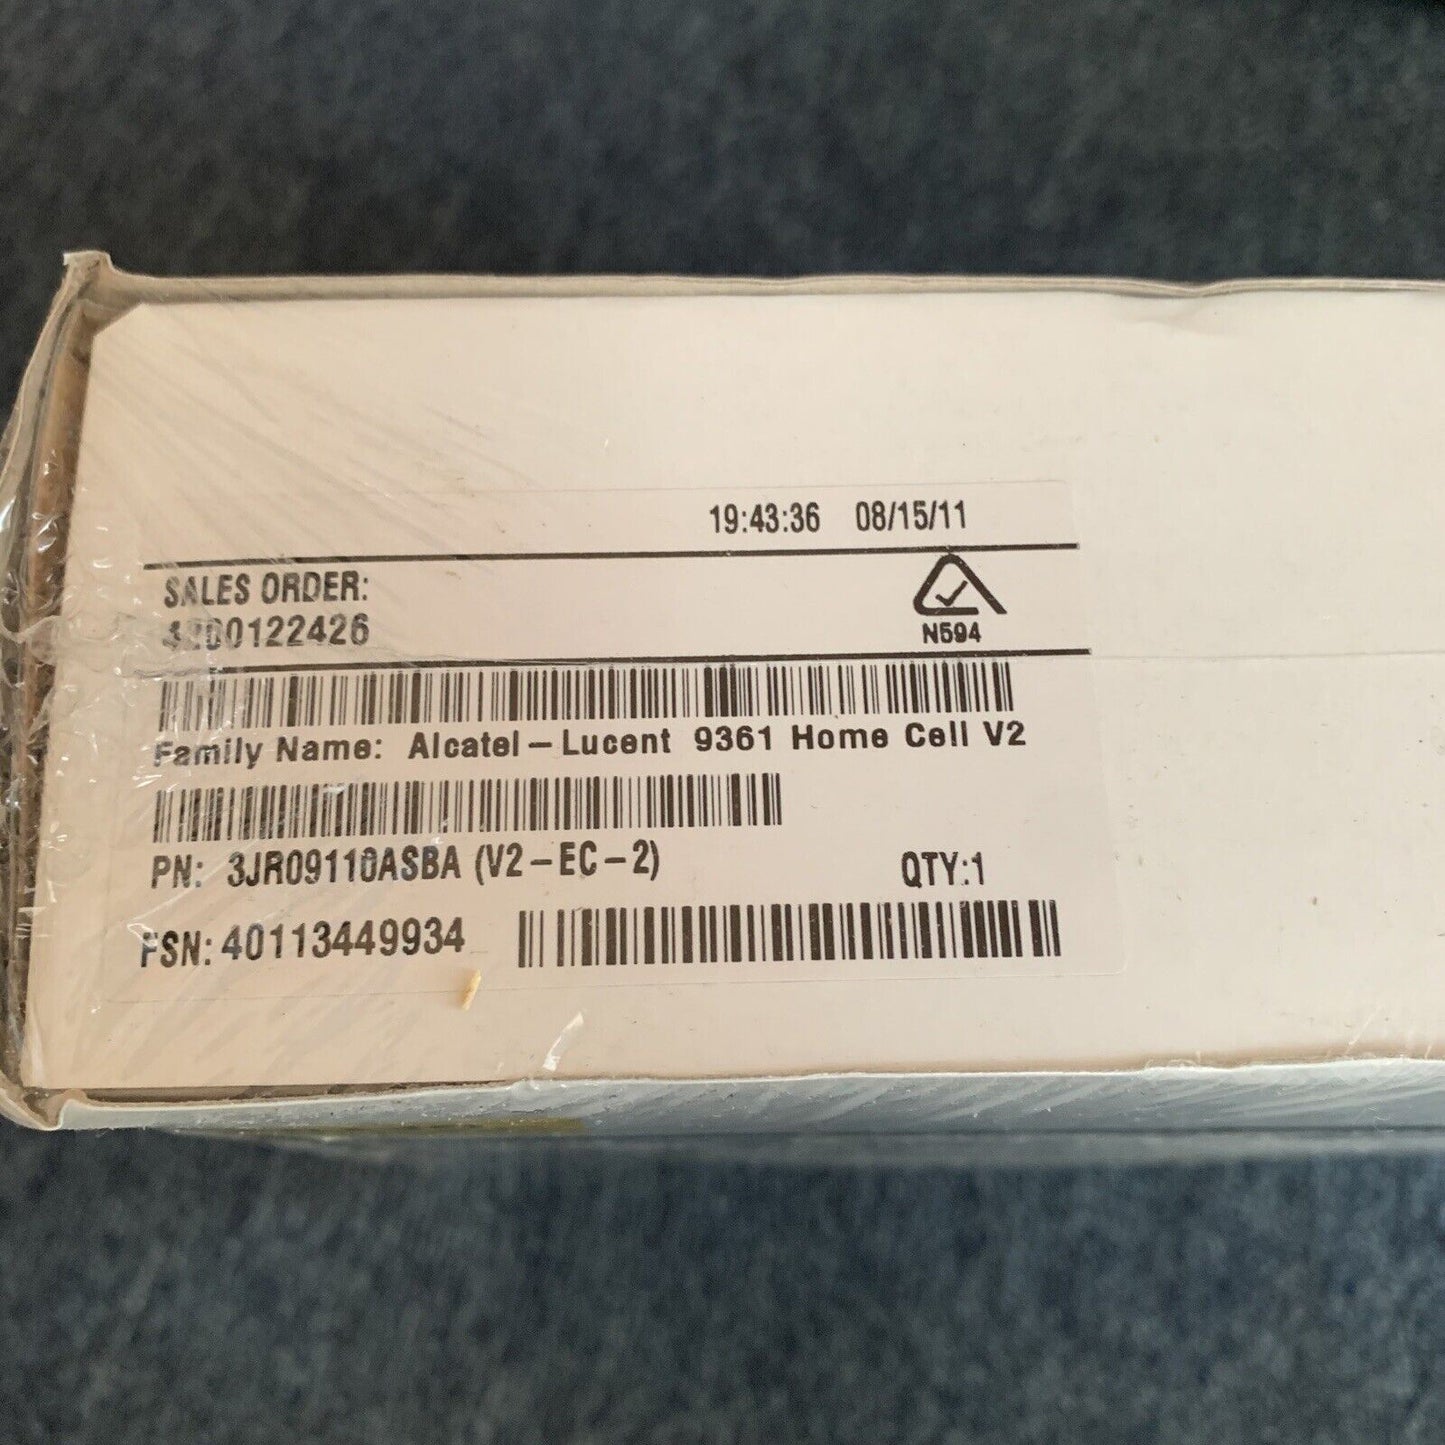 19:43:36 08/15/11
SALES ORDER:
4200122426
N594
Family Name: Alcatel-Lucent 9361 Home Cell V2
PN: 3JR09110ASBA (V2-EC-2)
QTY:1
FSN: 40113449934